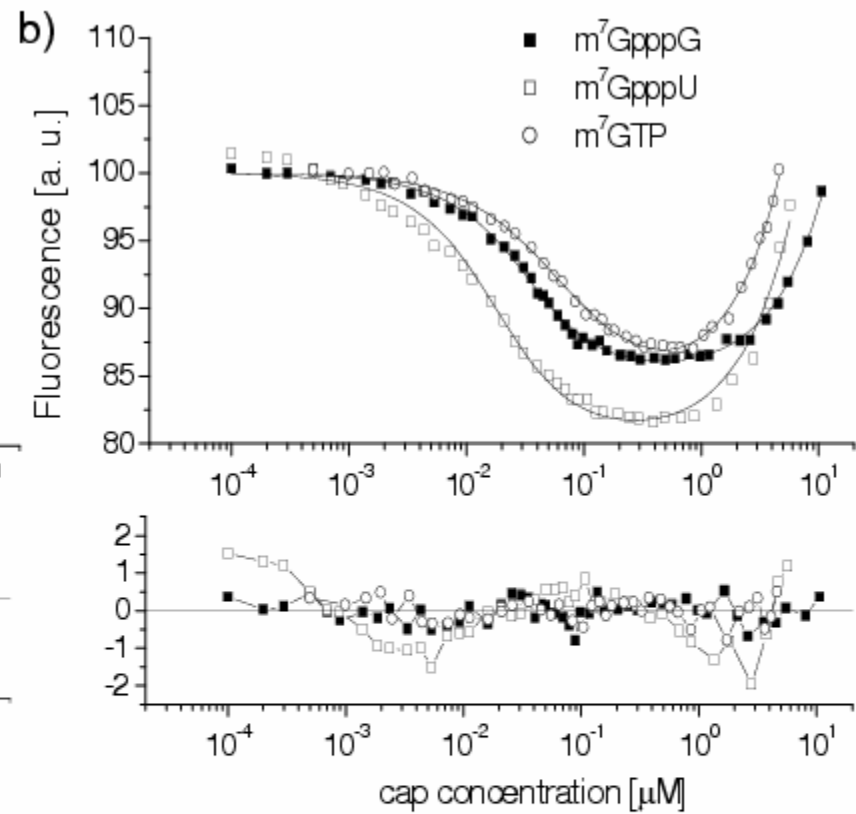 b)
m⁷GpppG
m⁷GpppU
m⁷GTP
Fluorescence [a. u.]
110
105
100
95
90
85
80
10⁻⁴ 10⁻³ 10⁻² 10⁻¹ 10⁰ 10¹
2
1
0
-1
-2
10⁻⁴ 10⁻³ 10⁻² 10⁻¹ 10⁰ 10¹
cap concentration [μM]